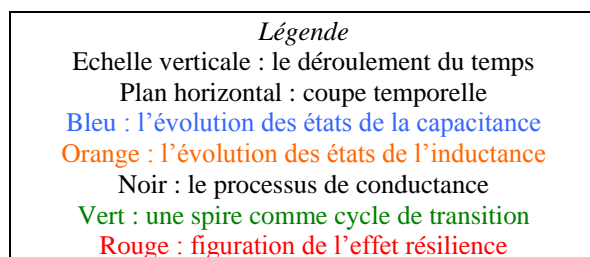 Légende
Echelle verticale : le déroulement du temps
Plan horizontal : coupe temporelle
Bleu : l’évolution des états de la capacitance
Orange : l’évolution des états de l’inductance
Noir : le processus de conductance
Vert : une spire comme cycle de transition
Rouge : figuration de l’effet résilience